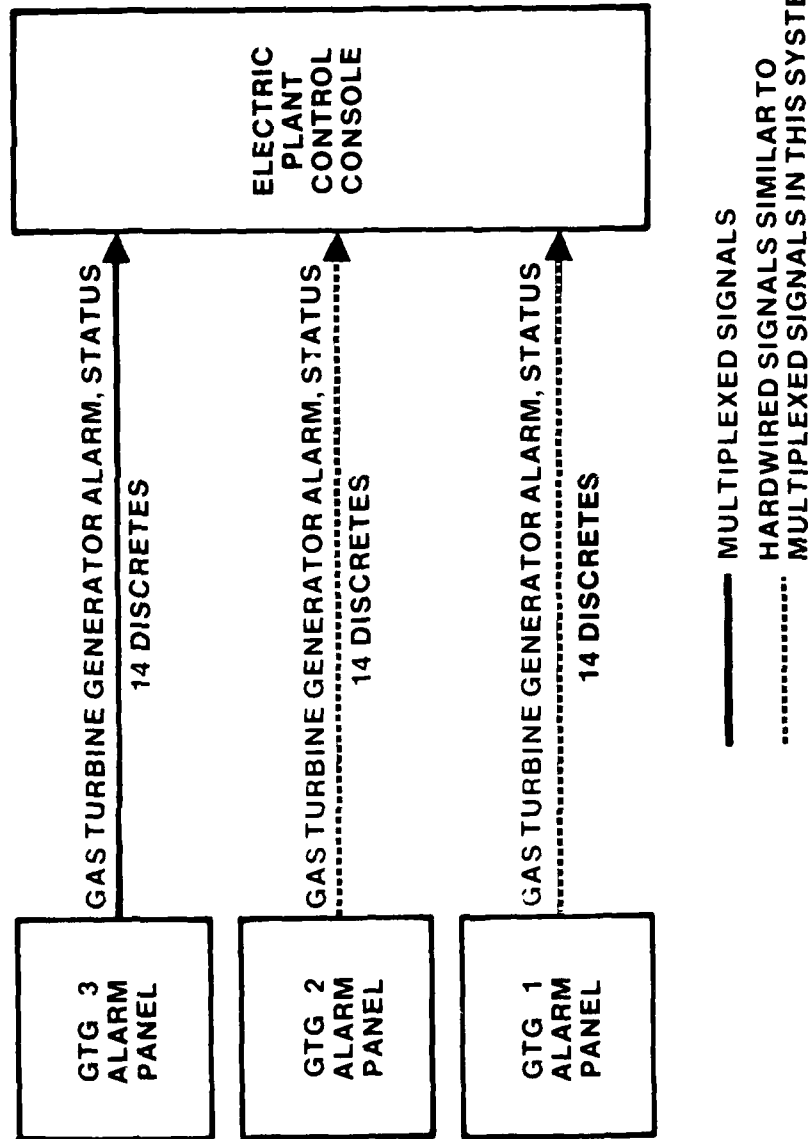 GTG 3
ALARM
PANEL
GAS TURBINE GENERATOR ALARM, STATUS
14 DISCRETES
GTG 2
ALARM
PANEL
GAS TURBINE GENERATOR ALARM, STATUS
14 DISCRETES
GTG 1
ALARM
PANEL
GAS TURBINE GENERATOR ALARM, STATUS
14 DISCRETES
ELECTRIC
PLANT
CONTROL
CONSOLE
MULTIPLEXED SIGNALS
HARDWIRED SIGNALS SIMILAR TO
MULTIPLEXED SIGNALS IN THIS